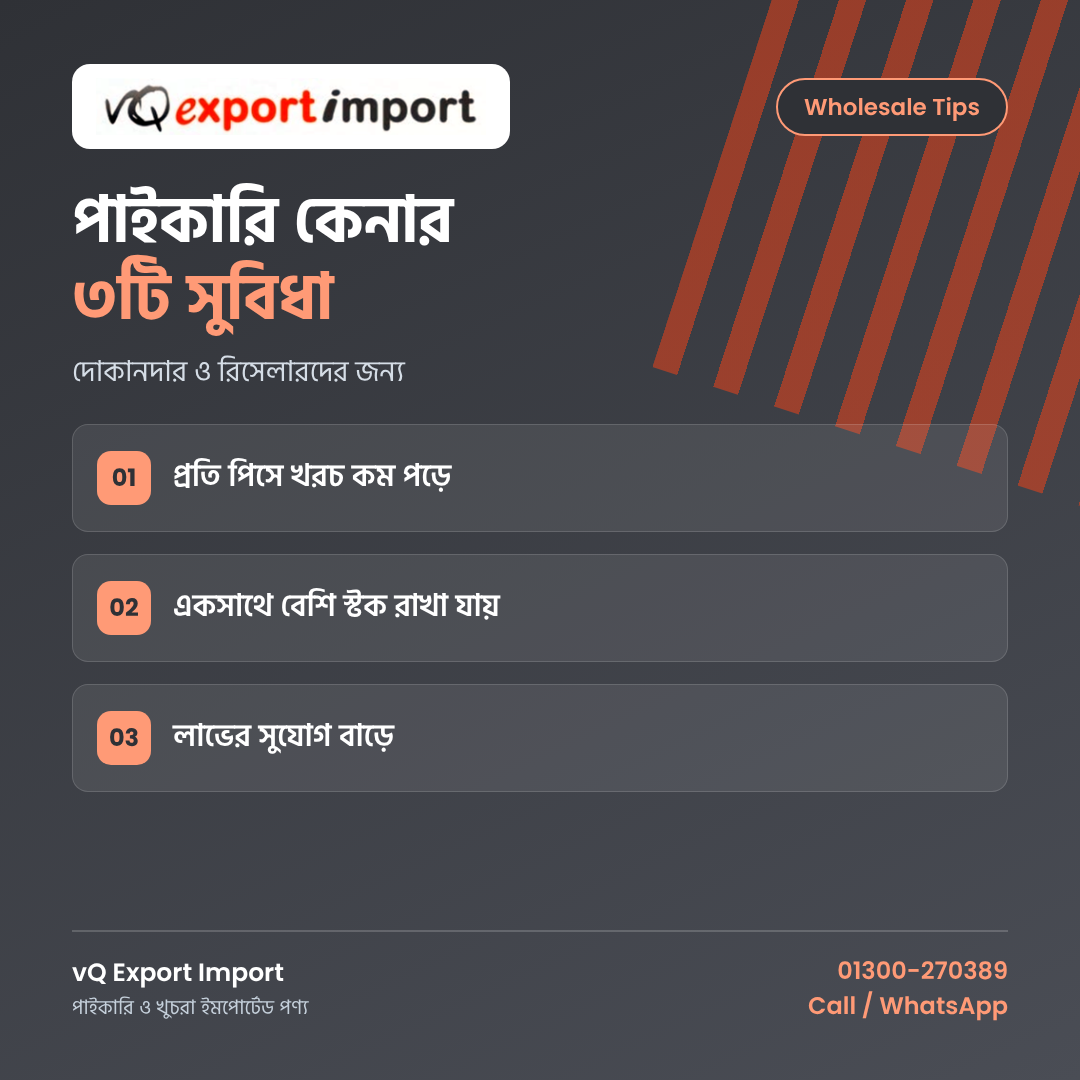 vQ export import
Wholesale Tips
পাইকারি কেনার
৩টি সুবিধা
দোকানদার ও রিসেলারদের জন্য
01 প্রতি পিসে খরচ কম পড়ে
02 একসাথে বেশি স্টক রাখা যায়
03 লাভের সুযোগ বাড়ে
vQ Export Import
পাইকারি ও খুচরা ইমপোর্টেড পণ্য
01300-270389
Call / WhatsApp